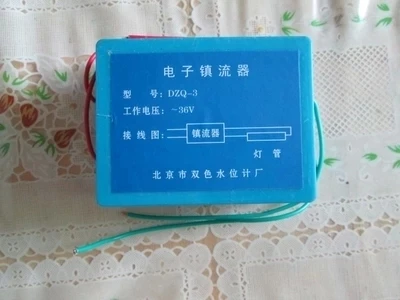 电子镇流器
型 号：DZQ-3
工作电压：~36V
接线图：
镇流器
灯管
北京市双色水位计厂